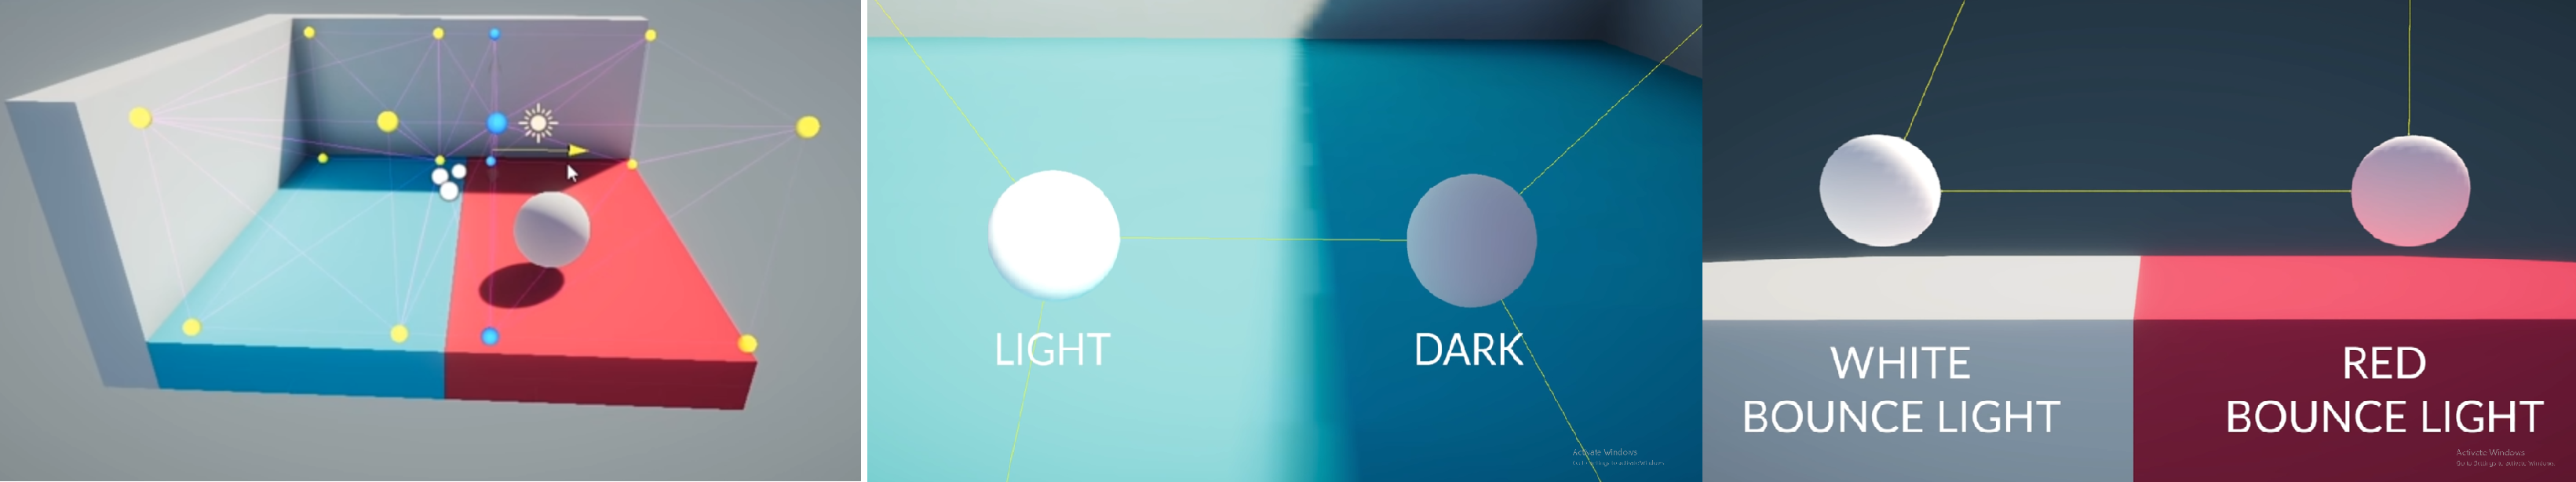 LIGHT
DARK
Activate Windows
Go to Settings to activate Windows.
WHITE
BOUNCE LIGHT
RED
BOUNCE LIGHT
Activate Windows
Go to Settings to activate Windows.